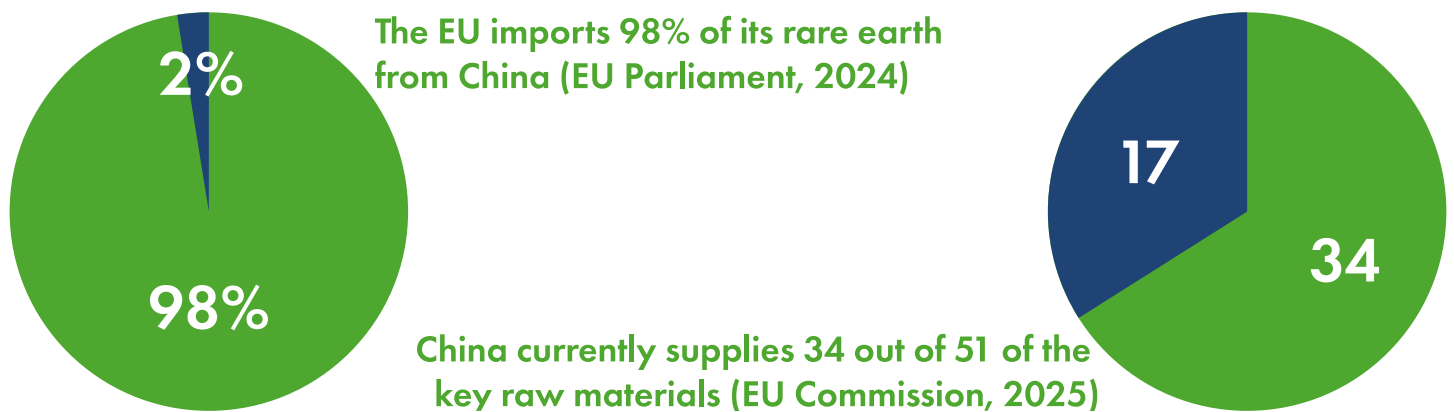 2%
98%
The EU imports 98% of its rare earth
from China (EU Parliament, 2024)
17
34
China currently supplies 34 out of 51 of the
key raw materials (EU Commission, 2025)